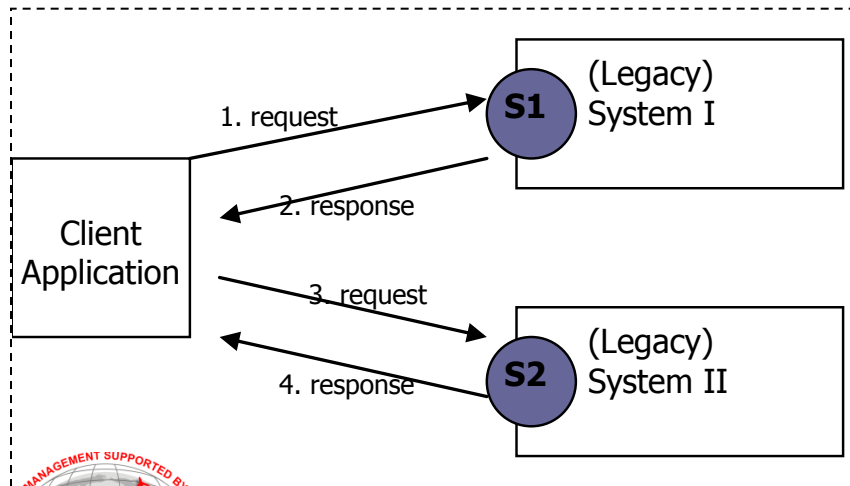 (Legacy)
S1
System I
1. request
2. response
Client
Application
3. request
(Legacy)
S2
System II
4. response
MANAGEMENT SUPPORTED BY